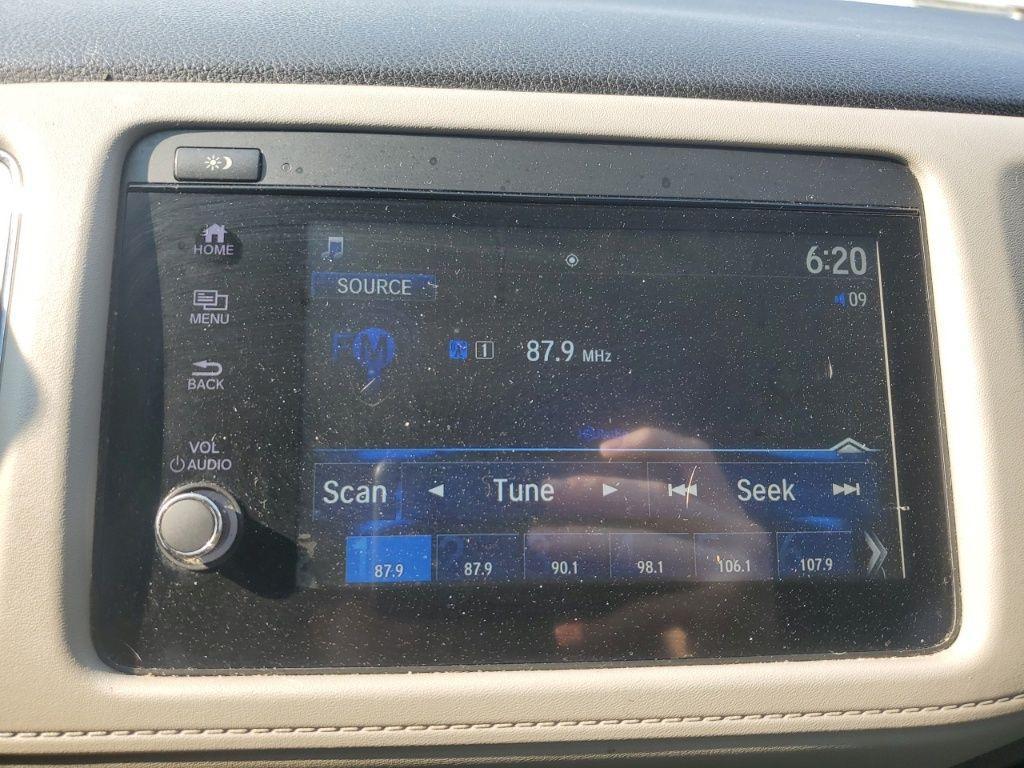 HOME
6:20
SOURCE
09
MENU
FM
1
87.9 MHz
BACK
VOL
AUDIO
Scan
Tune
Seek
87.9
87.9
90.1
98.1
106.1
107.9